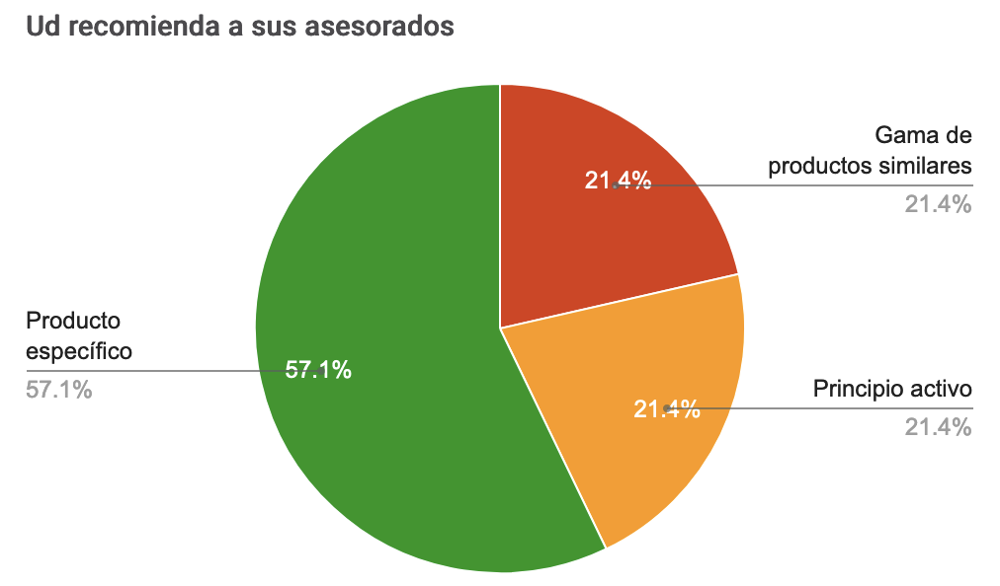 Ud recomienda a sus asesorados
Gama de
productos similares
21.4%
21.4%
Producto
específico
57.1%
57.1%
Principio activo
21.4%
21.4%